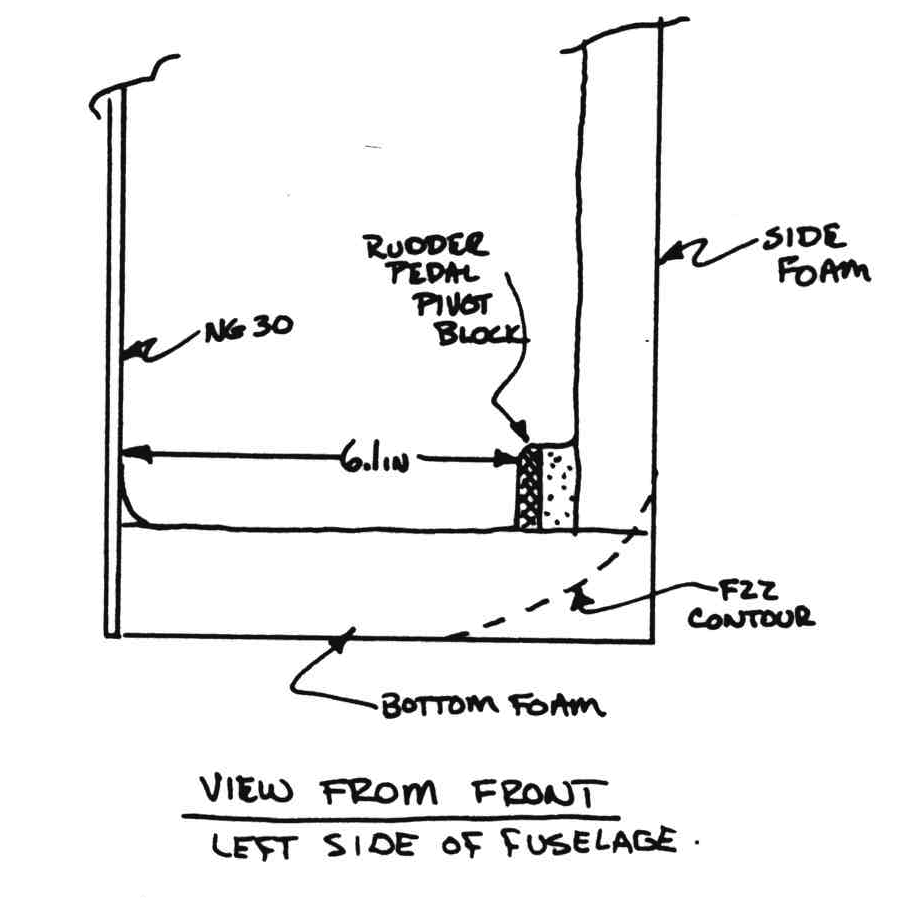 RUDDER
PEDAL
PIVOT
BLOCK
SIDE
FOAM
NG 30
6.1 IN
F22
CONTOUR
BOTTOM FOAM
VIEW FROM FRONT
LEFT SIDE OF FUSELAGE.